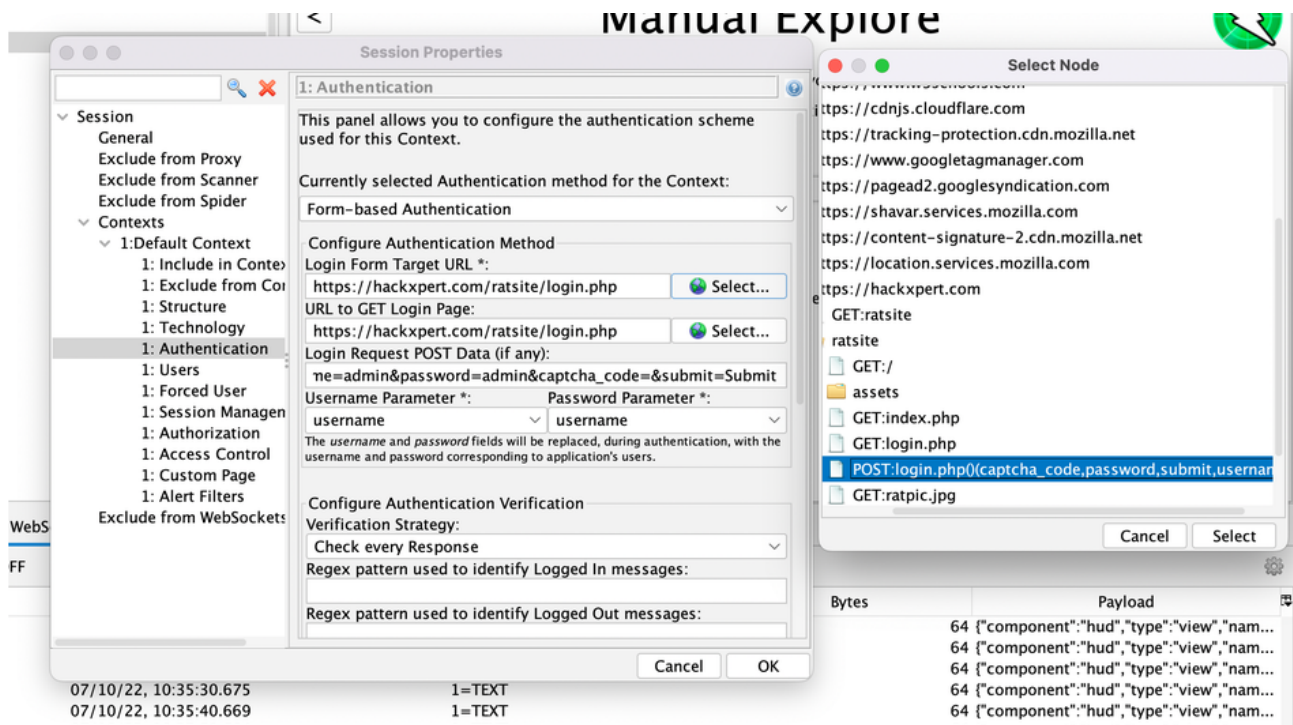 <
Manual Explore
Session Properties
1: Authentication
Session
General
Exclude from Proxy
Exclude from Scanner
Exclude from Spider
Contexts
1:Default Context
1: Include in Contex
1: Exclude from Con
1: Structure
1: Technology
1: Authentication
1: Users
1: Forced User
1: Session Managem
1: Authorization
1: Access Control
1: Custom Page
1: Alert Filters
Exclude from WebSockets
This panel allows you to configure the authentication scheme
used for this Context.
Currently selected Authentication method for the Context:
Form-based Authentication
Configure Authentication Method
Login Form Target URL *:
https://hackxpert.com/ratsite/login.php
Select...
URL to GET Login Page:
https://hackxpert.com/ratsite/login.php
Select...
Login Request POST Data (if any):
me=admin&password=admin&captcha_code=&submit=Submit
Username Parameter *: Password Parameter *:
username username
The username and password fields will be replaced, during authentication, with the
username and password corresponding to application's users.
Configure Authentication Verification
Verification Strategy:
Check every Response
Regex pattern used to identify Logged In messages:
Regex pattern used to identify Logged Out messages:
Cancel OK
Select Node
ttps://www.w3schools.com
ttps://cdnjs.cloudflare.com
ttps://tracking-protection.cdn.mozilla.net
ttps://www.googletagmanager.com
ttps://pagead2.googlesyndication.com
ttps://shavar.services.mozilla.com
ttps://content-signature-2.cdn.mozilla.net
ttps://location.services.mozilla.com
ttps://hackxpert.com
GET:ratsite
ratsite
GET:/
assets
GET:index.php
GET:login.php
POST:login.php()(captcha_code,password,submit,usernam
GET:ratpic.jpg
Cancel Select
WebS
FF
Bytes Payload
64 {"component":"hud","type":"view","nam...
64 {"component":"hud","type":"view","nam...
64 {"component":"hud","type":"view","nam...
07/10/22, 10:35:30.675 1=TEXT 64 {"component":"hud","type":"view","nam...
07/10/22, 10:35:40.669 1=TEXT 64 {"component":"hud","type":"view","nam...